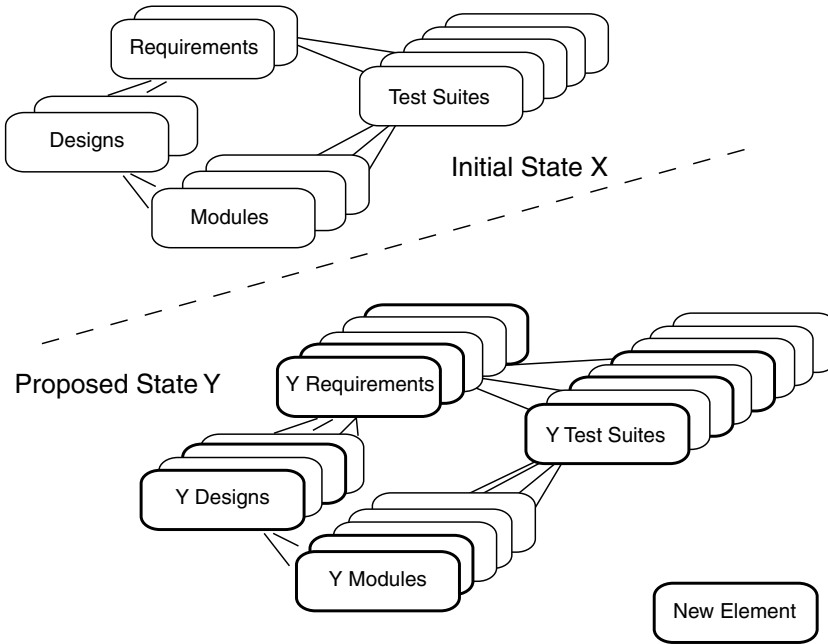 Requirements
Test Suites
Designs
Initial State X
Modules
Proposed State Y
Y Requirements
Y Test Suites
Y Designs
Y Modules
New Element